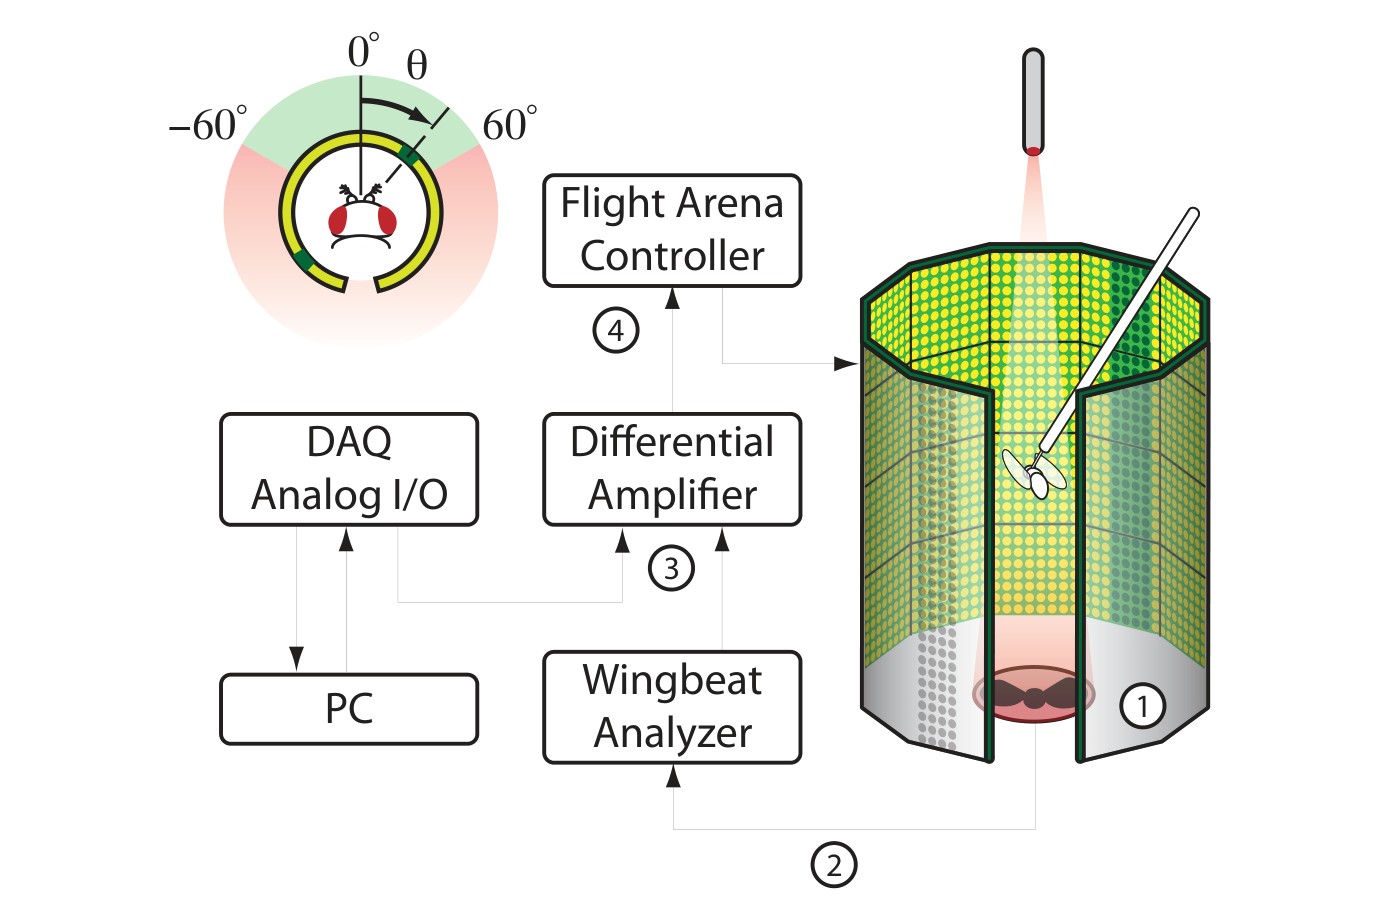 0°
θ
−60°
60°
Flight Arena
Controller
4
DAQ
Analog I/O
Differential
Amplifier
3
PC
Wingbeat
Analyzer
1
2